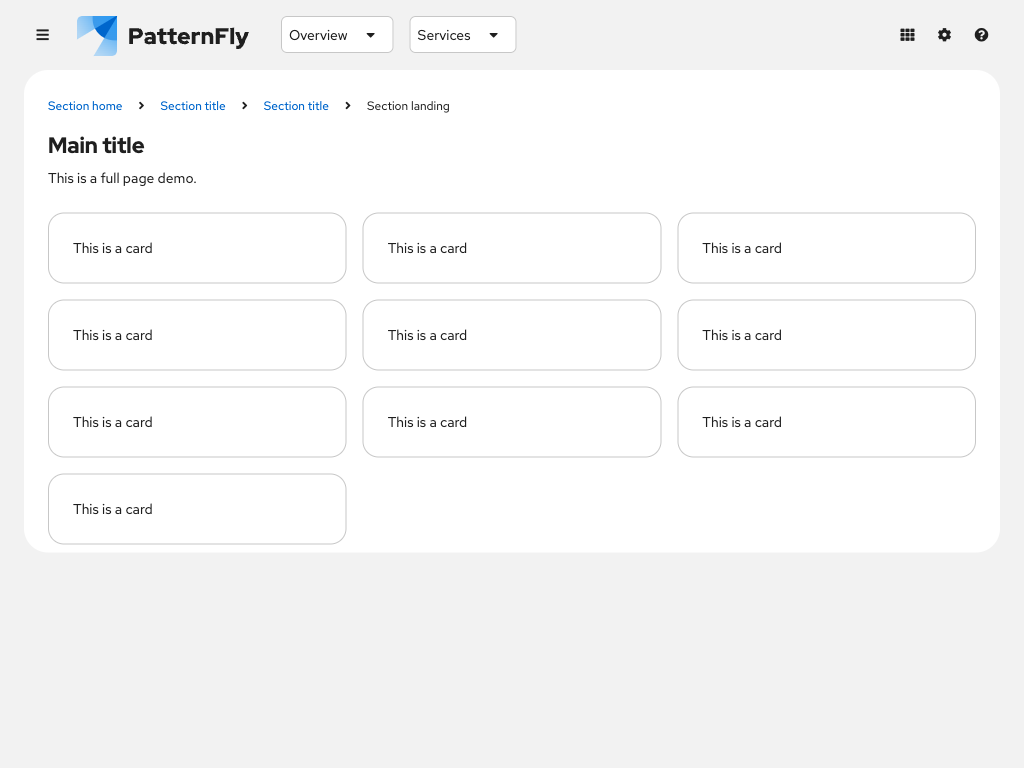 PatternFly Overview Services
Section home Section title Section title Section landing
Main title
This is a full page demo.
This is a card This is a card This is a card
This is a card This is a card This is a card
This is a card This is a card This is a card
This is a card